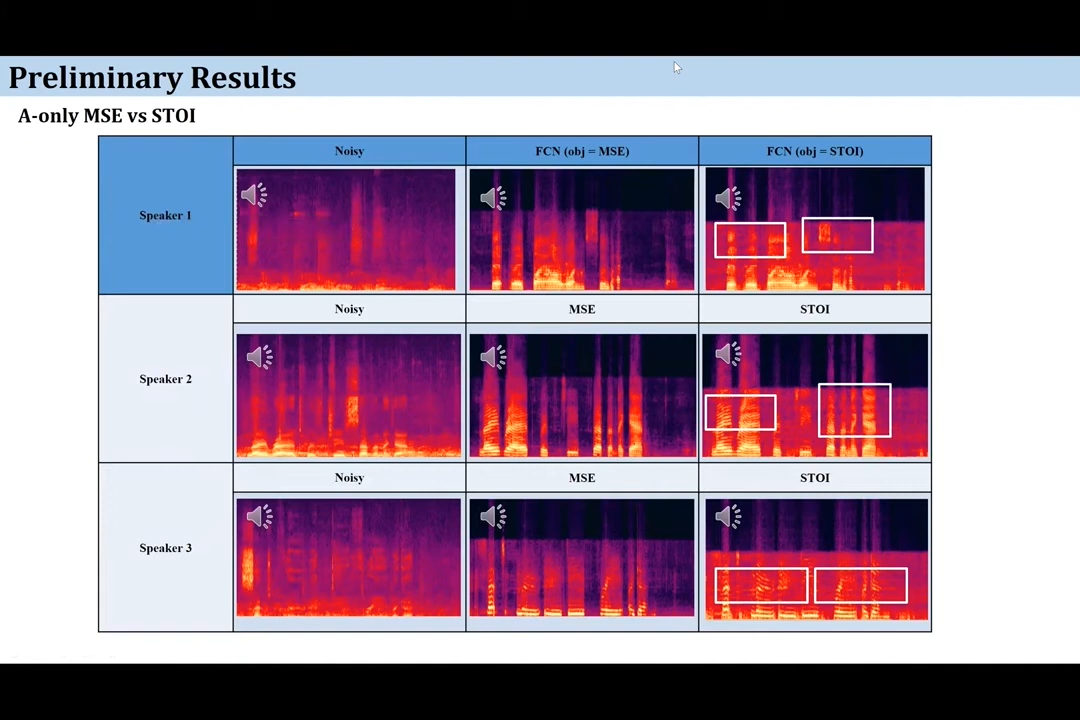 Preliminary Results
A-only MSE vs STOI
Noisy FCN (obj = MSE) FCN (obj = STOI)
Speaker 1
Noisy MSE STOI
Speaker 2
Noisy MSE STOI
Speaker 3